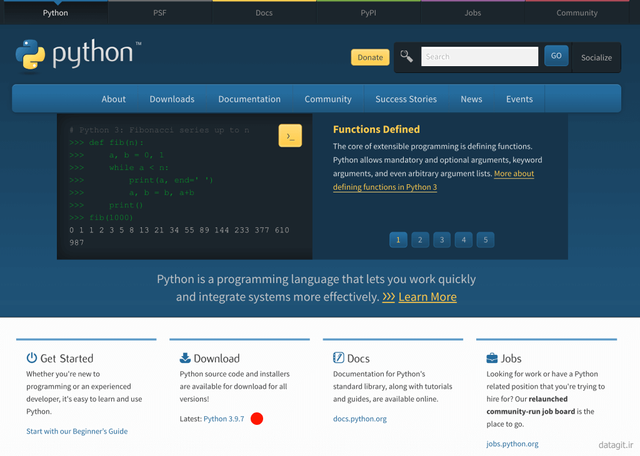 Python PSF Docs PyPI Jobs Community
python™
Donate Search GO Socialize
About Downloads Documentation Community Success Stories News Events
# Python 3: Fibonacci series up to n
>>> def fib(n):
>>>     a, b = 0, 1
>>>     while a < n:
>>>         print(a, end=' ')
>>>         a, b = b, a+b
>>>     print()
>>> fib(1000)
0 1 1 2 3 5 8 13 21 34 55 89 144 233 377 610
987
>_
Functions Defined
The core of extensible programming is defining functions.
Python allows mandatory and optional arguments, keyword
arguments, and even arbitrary argument lists. More about
defining functions in Python 3
1 2 3 4 5
Python is a programming language that lets you work quickly
and integrate systems more effectively. >>> Learn More
Get Started
Whether you're new to
programming or an experienced
developer, it's easy to learn and use
Python.
Start with our Beginner's Guide
Download
Python source code and installers
are available for download for all
versions!
Latest: Python 3.9.7
Docs
Documentation for Python's
standard library, along with tutorials
and guides, are available online.
docs.python.org
Jobs
Looking for work or have a Python
related position that you're trying to
hire for? Our relaunched
community-run job board is the
place to go.
jobs.python.org
datagit.ir